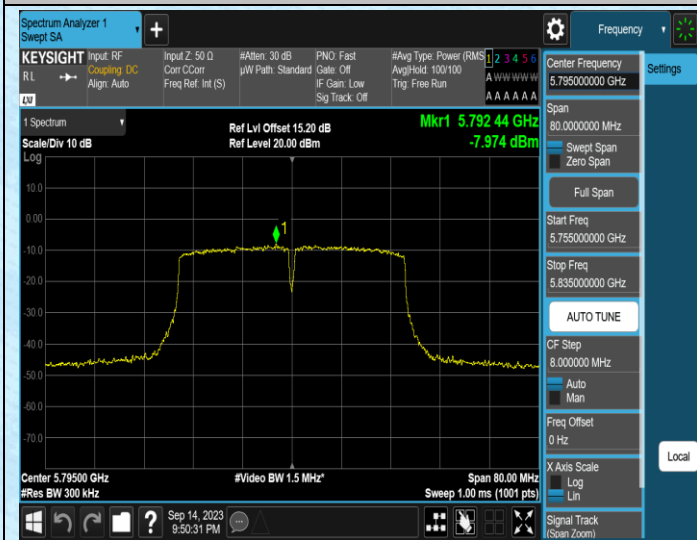 Spectrum Analyzer 1
Swept SA
+
Frequency
KEYSIGHT
RL
LXI
Input: RF
Coupling: DC
Align: Auto
Input Z: 50 Ω
Corr CCorr
Freq Ref: Int (S)
#Atten: 30 dB
µW Path: Standard
PNO: Fast
Gate: Off
IF Gain: Low
Sig Track: Off
#Avg Type: Power (RMS
Avg|Hold: 100/100
Trig: Free Run
1 2 3 4 5 6
A W W W W W
A A A A A A
1 Spectrum
Scale/Div 10 dB
Log
Ref Lvl Offset 15.20 dB
Ref Level 20.00 dBm
Mkr1 5.792 44 GHz
-7.974 dBm
1
10.0
0.00
-10.0
-20.0
-30.0
-40.0
-50.0
-60.0
-70.0
Center 5.79500 GHz
#Res BW 300 kHz
#Video BW 1.5 MHz*
Span 80.00 MHz
Sweep 1.00 ms (1001 pts)
?
Sep 14, 2023
9:50:31 PM
Center Frequency
5.795000000 GHz
Settings
Span
80.0000000 MHz
Swept Span
Zero Span
Full Span
Start Freq
5.755000000 GHz
Stop Freq
5.835000000 GHz
AUTO TUNE
CF Step
8.000000 MHz
Auto
Man
Freq Offset
0 Hz
X Axis Scale
Log
Lin
Local
Signal Track
(Span Zoom)